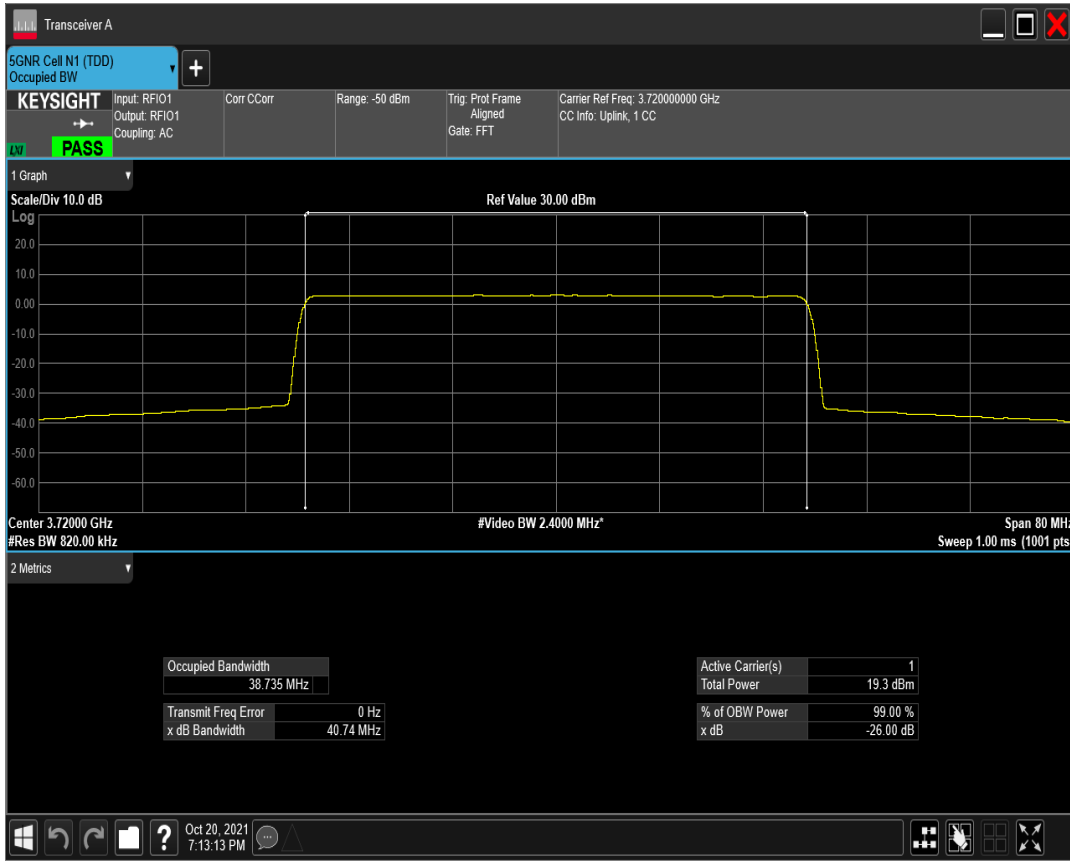 Transceiver A
5GNR Cell N1 (TDD)
Occupied BW
KEYSIGHT
LXI
PASS
Input: RFIO1
Output: RFIO1
Coupling: AC
Corr CCorr
Range: -50 dBm
Trig: Prot Frame
Aligned
Gate: FFT
Carrier Ref Freq: 3.720000000 GHz
CC Info: Uplink, 1 CC
1 Graph
Scale/Div 10.0 dB
Ref Value 30.00 dBm
Log
20.0
10.0
0.00
-10.0
-20.0
-30.0
-40.0
-50.0
-60.0
Center 3.72000 GHz
#Video BW 2.4000 MHz*
Span 80 MHz
#Res BW 820.00 kHz
Sweep 1.00 ms (1001 pts
2 Metrics
Occupied Bandwidth
38.735 MHz
Transmit Freq Error 0 Hz
x dB Bandwidth 40.74 MHz
Active Carrier(s) 1
Total Power 19.3 dBm
% of OBW Power 99.00 %
x dB -26.00 dB
Oct 20, 2021
7:13:13 PM